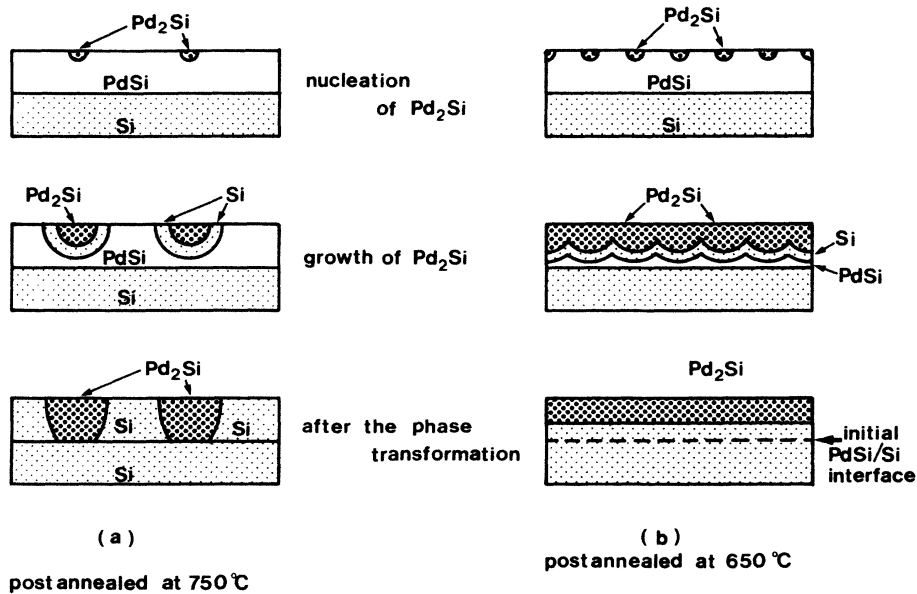 Pd2Si
PdSi
Si
nucleation
of Pd2Si
Pd2Si
PdSi
Si
Pd2Si
Si
PdSi
Si
growth of Pd2Si
Pd2Si
Si
PdSi
Pd2Si
Si
Si
Si
after the phase
transformation
Pd2Si
initial
PdSi/Si
interface
(a)
postannealed at 750°C
(b)
postannealed at 650°C